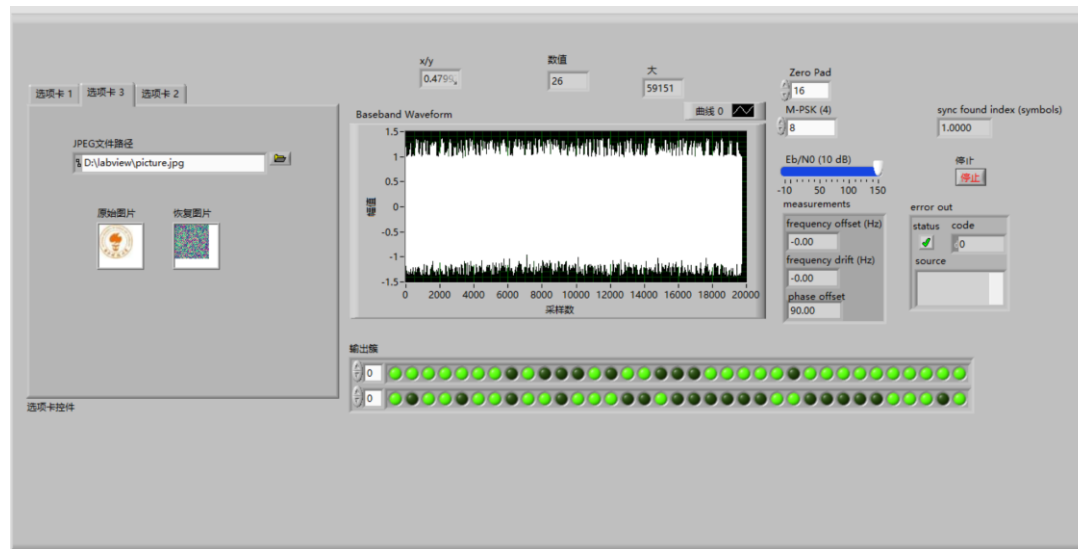 x/y
0.4799
数值
26
大
59151
Zero Pad
16
M-PSK (4)
8
sync found index (symbols)
1.0000
选项卡 1
选项卡 3
选项卡 2
JPEG文件路径
D:\labview\picture.jpg
原始图片
恢复图片
选项卡控件
Baseband Waveform
曲线 0
幅值
1.5
1
0.5
0
-0.5
-1
-1.5
0 2000 4000 6000 8000 10000 12000 14000 16000 18000 20000
采样数
Eb/N0 (10 dB)
-10 50 100 150
停止
停止
measurements
frequency offset (Hz)
-0.00
frequency drift (Hz)
-0.00
phase offset
90.00
error out
status code
0
source
输出簇
0
0